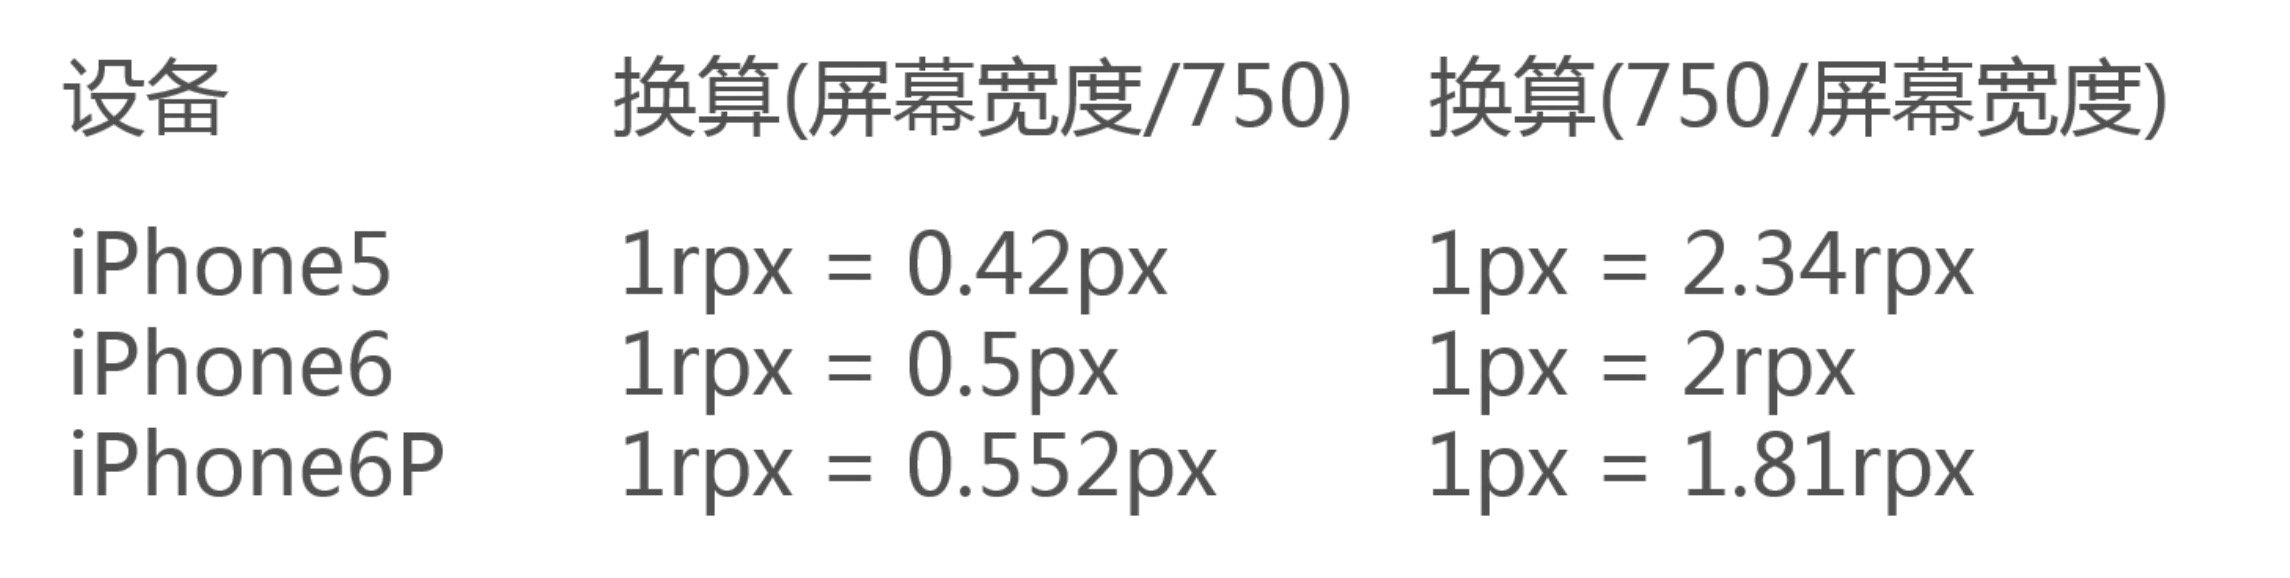 设备 换算(屏幕宽度/750) 换算(750/屏幕宽度)
iPhone5 1rpx = 0.42px 1px = 2.34rpx
iPhone6 1rpx = 0.5px 1px = 2rpx
iPhone6P 1rpx = 0.552px 1px = 1.81rpx